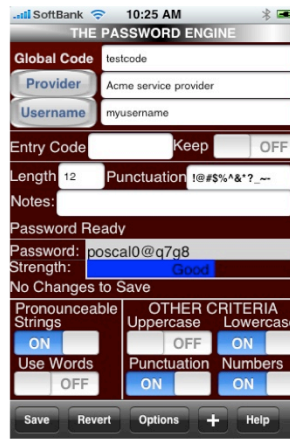 SoftBank 10:25 AM
THE PASSWORD ENGINE
Global Code testcode
Provider Acme service provider
Username myusername
Entry Code Keep OFF
Length 12 Punctuation !@#$%^&*?_~-
Notes:
Password Ready
Password: poscal0@q7g8
Strength: Good
No Changes to Save
Pronounceable OTHER CRITERIA
Strings Uppercase Lowercase
ON OFF ON
Use Words Punctuation Numbers
OFF ON ON
Save Revert Options + Help